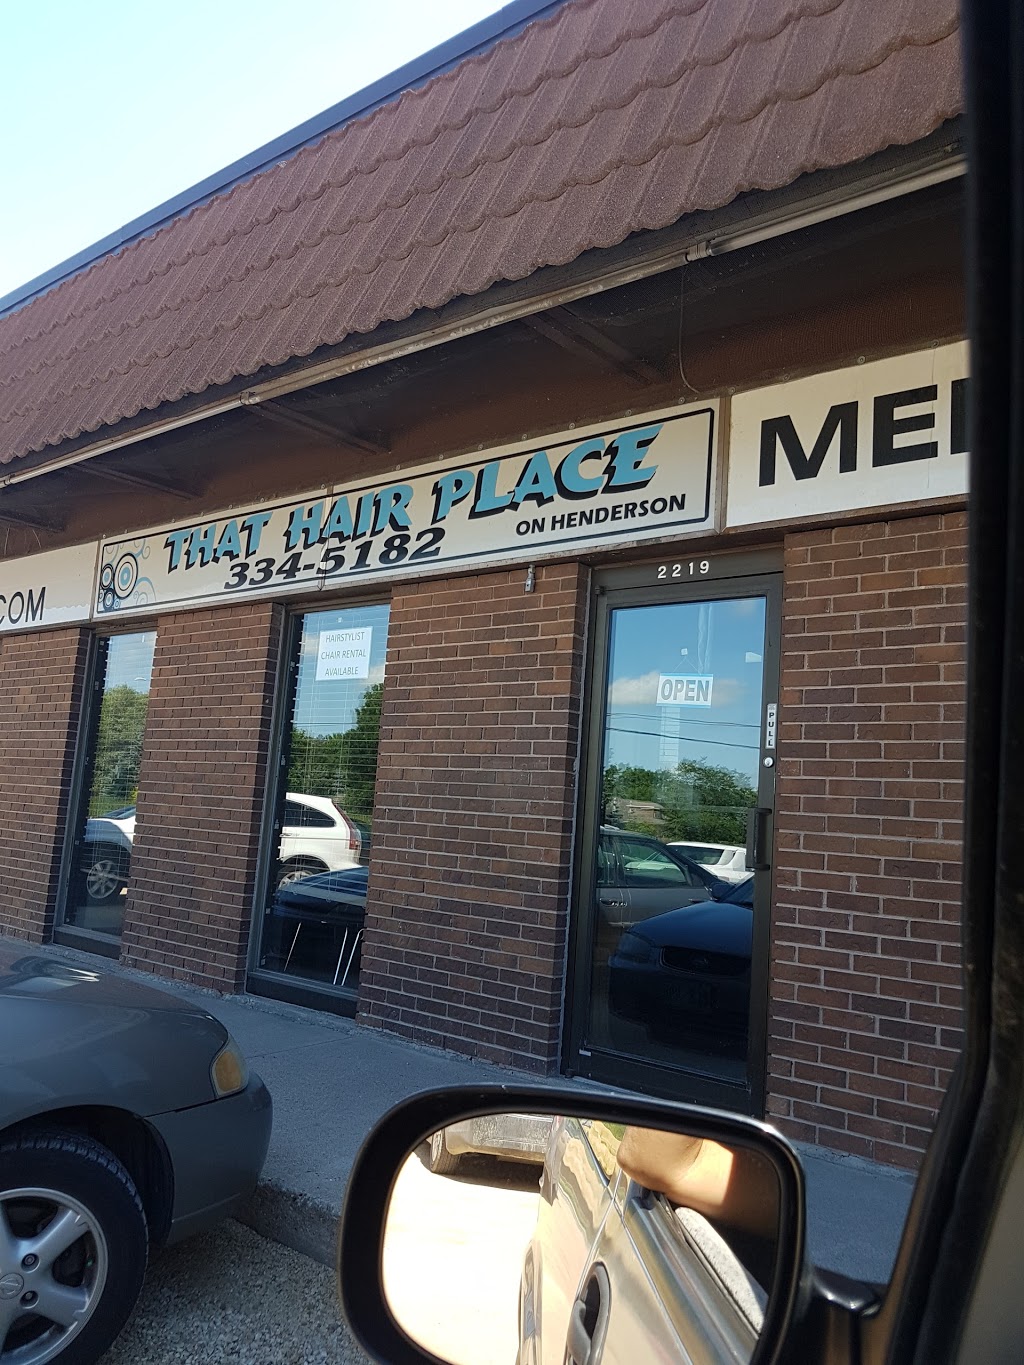 THAT HAIR PLACE
334-5182
ON HENDERSON
COM
2219
HAIRSTYLIST
CHAIR RENTAL
AVAILABLE
OPEN
PULL